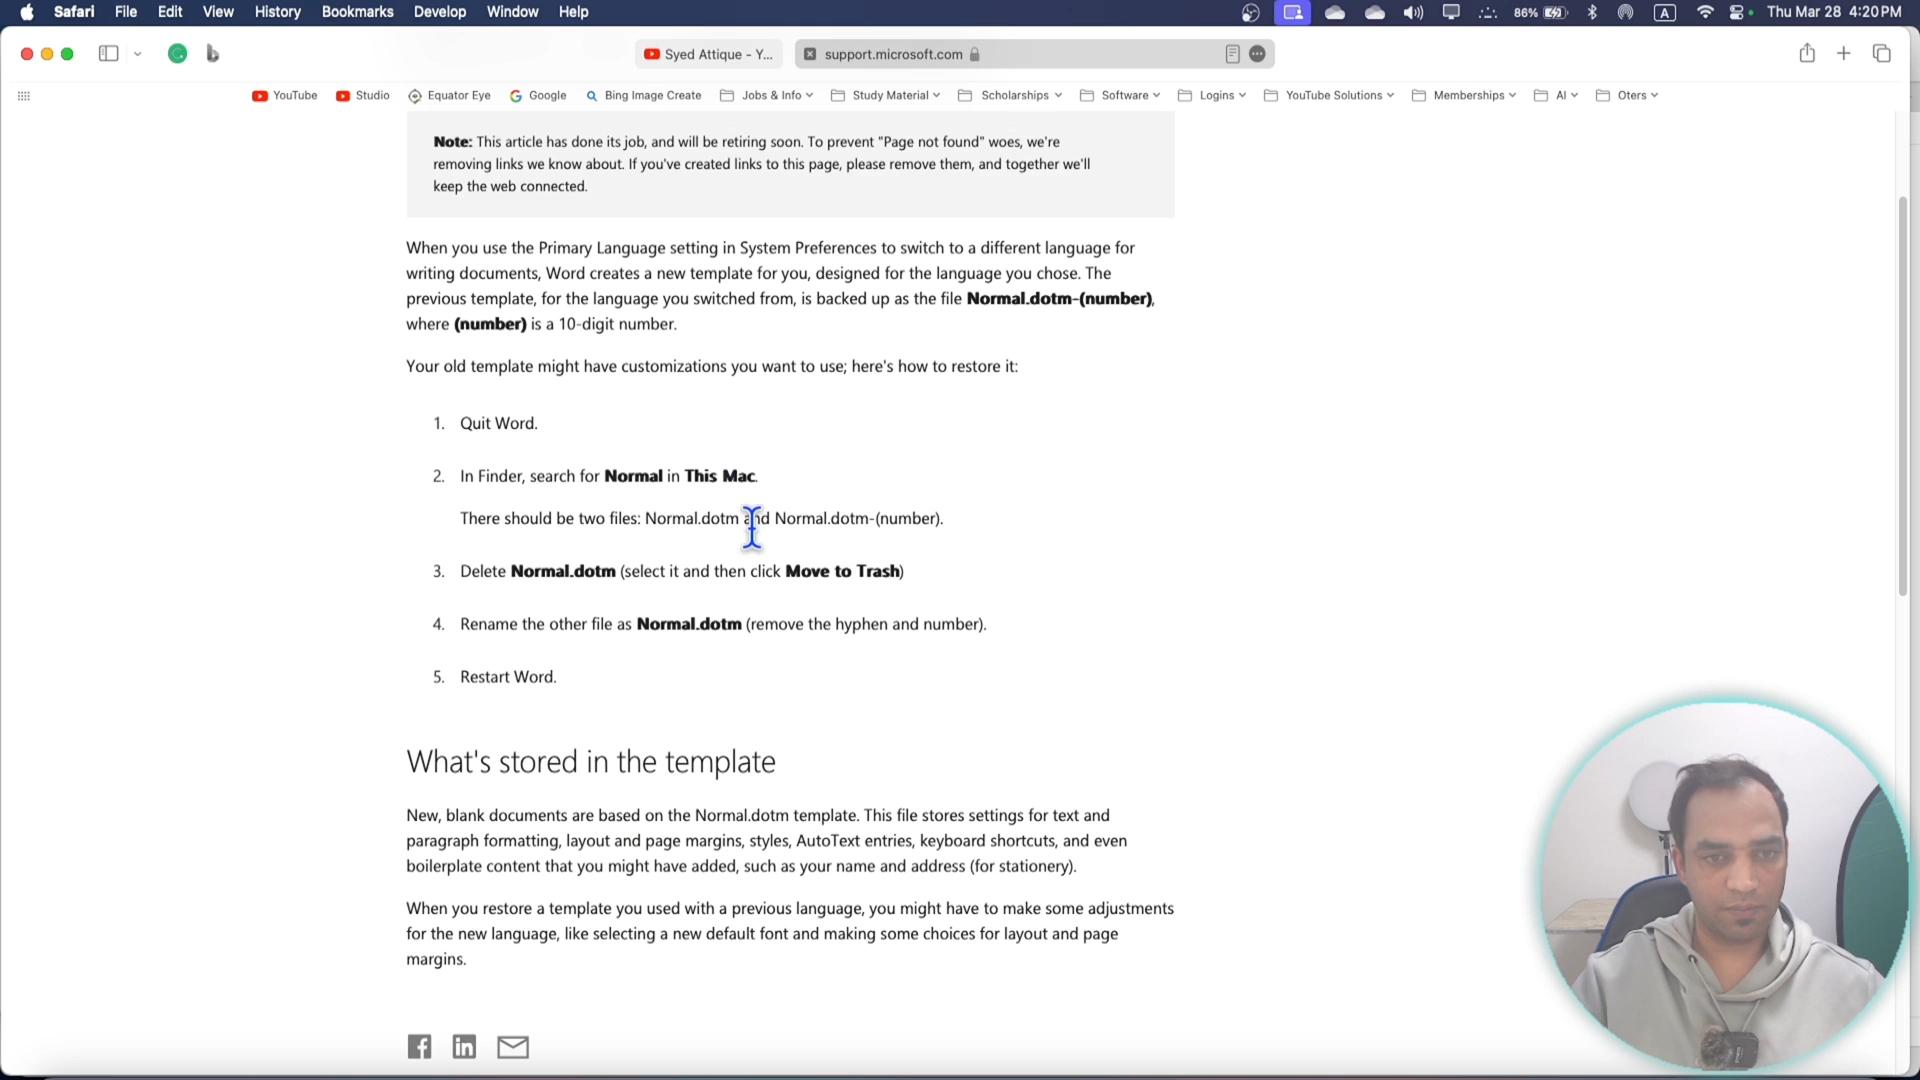 Safari File Edit View History Bookmarks Develop Window Help 86% A Thu Mar 28 4:20 PM
Syed Attique - Y... support.microsoft.com
YouTube Studio Equator Eye Google Bing Image Create Jobs & Info Study Material Scholarships Software Logins YouTube Solutions Memberships AI Oters
Note: This article has done its job, and will be retiring soon. To prevent "Page not found" woes, we're
removing links we know about. If you've created links to this page, please remove them, and together we'll
keep the web connected.
When you use the Primary Language setting in System Preferences to switch to a different language for
writing documents, Word creates a new template for you, designed for the language you chose. The
previous template, for the language you switched from, is backed up as the file Normal.dotm-(number),
where (number) is a 10-digit number.
Your old template might have customizations you want to use; here's how to restore it:
1. Quit Word.
2. In Finder, search for Normal in This Mac.
There should be two files: Normal.dotm and Normal.dotm-(number).
3. Delete Normal.dotm (select it and then click Move to Trash)
4. Rename the other file as Normal.dotm (remove the hyphen and number).
5. Restart Word.
What's stored in the template
New, blank documents are based on the Normal.dotm template. This file stores settings for text and
paragraph formatting, layout and page margins, styles, AutoText entries, keyboard shortcuts, and even
boilerplate content that you might have added, such as your name and address (for stationery).
When you restore a template you used with a previous language, you might have to make some adjustments
for the new language, like selecting a new default font and making some choices for layout and page
margins.